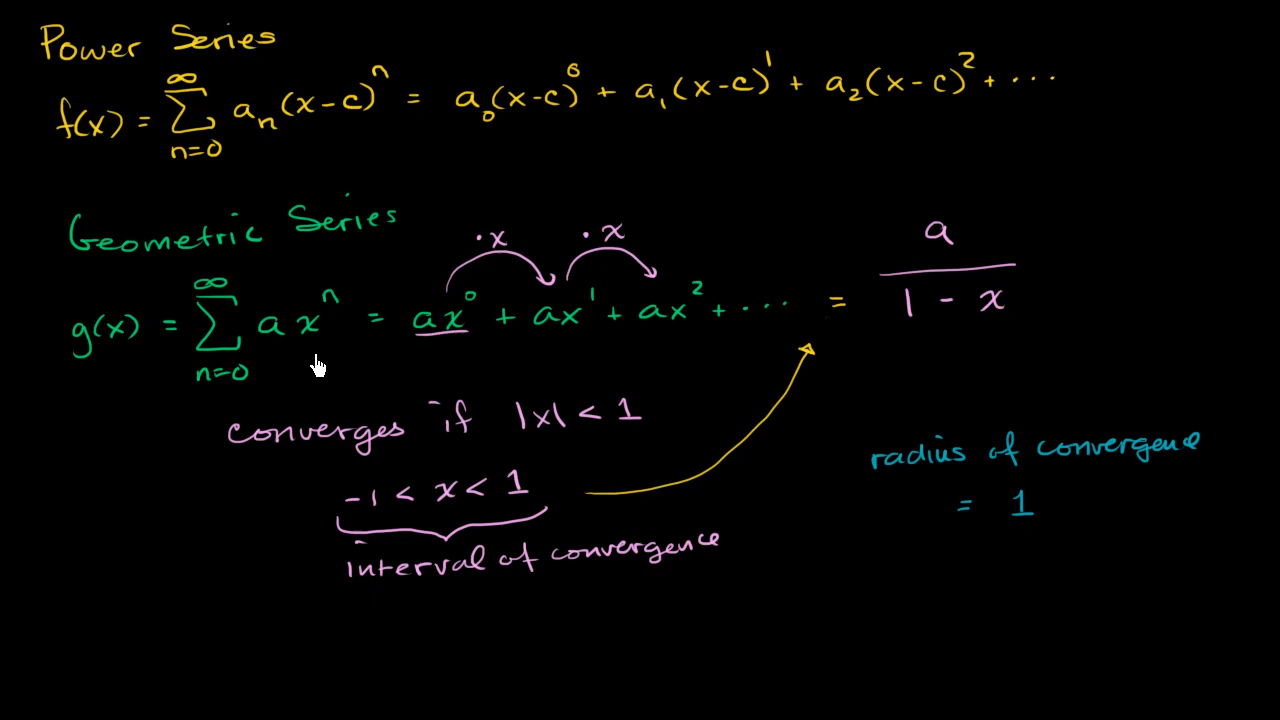 Power Series
f(x) = ∑_{n=0}^{∞} a_n (x-c)^n = a_0(x-c)^0 + a_1(x-c)^1 + a_2(x-c)^2 + ...
Geometric Series
·x ·x
g(x) = ∑_{n=0}^{∞} a x^n = ax^0 + ax^1 + ax^2 + ... = a/(1 - x)
converges if |x| < 1
-1 < x < 1
interval of convergence
radius of convergence
= 1